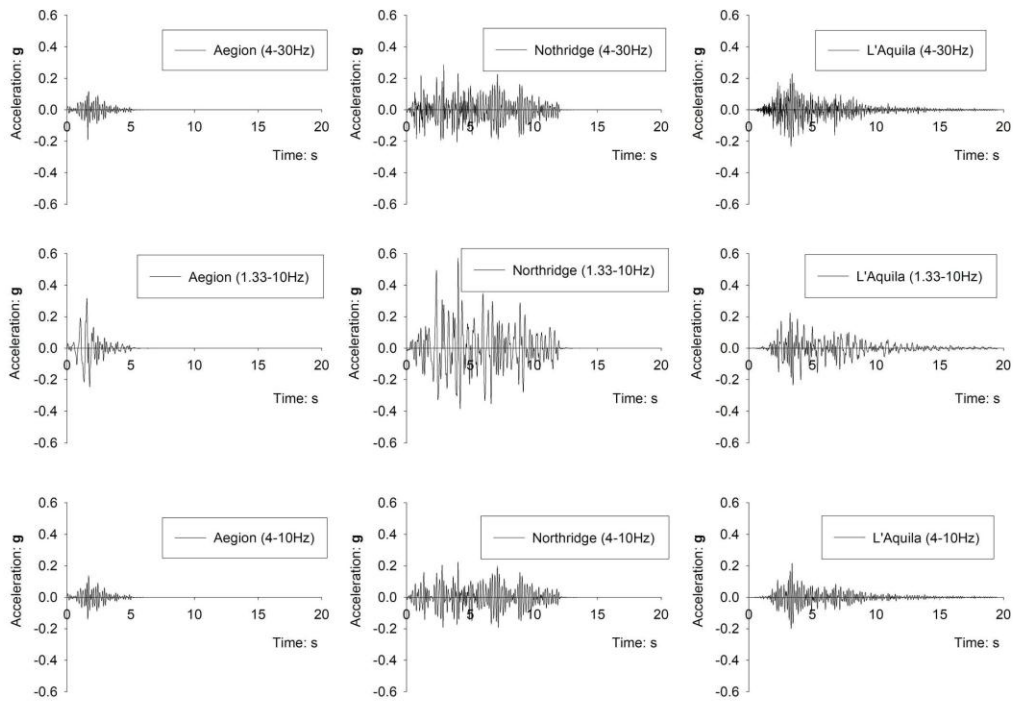 0.6
0.4
0.2
0.0
-0.2
-0.4
-0.6
Acceleration: g
0 5 10 15 20
Time: s
Aegion (4-30Hz)
0.6
0.4
0.2
0.0
-0.2
-0.4
-0.6
Acceleration: g
0 5 10 15 20
Time: s
Nothridge (4-30Hz)
0.6
0.4
0.2
0.0
-0.2
-0.4
-0.6
Acceleration: g
0 5 10 15 20
Time: s
L'Aquila (4-30Hz)
0.6
0.4
0.2
0.0
-0.2
-0.4
-0.6
Acceleration: g
0 5 10 15 20
Time: s
Aegion (1.33-10Hz)
0.6
0.4
0.2
0.0
-0.2
-0.4
-0.6
Acceleration: g
0 5 10 15 20
Time: s
Northridge (1.33-10Hz)
0.6
0.4
0.2
0.0
-0.2
-0.4
-0.6
Acceleration: g
0 5 10 15 20
Time: s
L'Aquila (1.33-10Hz)
0.6
0.4
0.2
0.0
-0.2
-0.4
-0.6
Acceleration: g
0 5 10 15 20
Time: s
Aegion (4-10Hz)
0.6
0.4
0.2
0.0
-0.2
-0.4
-0.6
Acceleration: g
0 5 10 15 20
Time: s
Northridge (4-10Hz)
0.6
0.4
0.2
0.0
-0.2
-0.4
-0.6
Acceleration: g
0 5 10 15 20
Time: s
L'Aquila (4-10Hz)